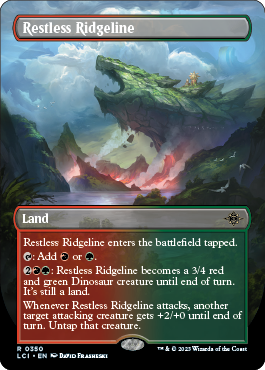 Restless Ridgeline
Land
Restless Ridgeline enters the battlefield tapped.
: Add or .
2: Restless Ridgeline becomes a 3/4 red
and green Dinosaur creature until end of turn.
It's still a land.
Whenever Restless Ridgeline attacks, another
target attacking creature gets +2/+0 until end
of turn. Untap that creature.
R 0350
LCI • EN DAVID FRASHESKI
™ & © 2023 Wizards of the Coast